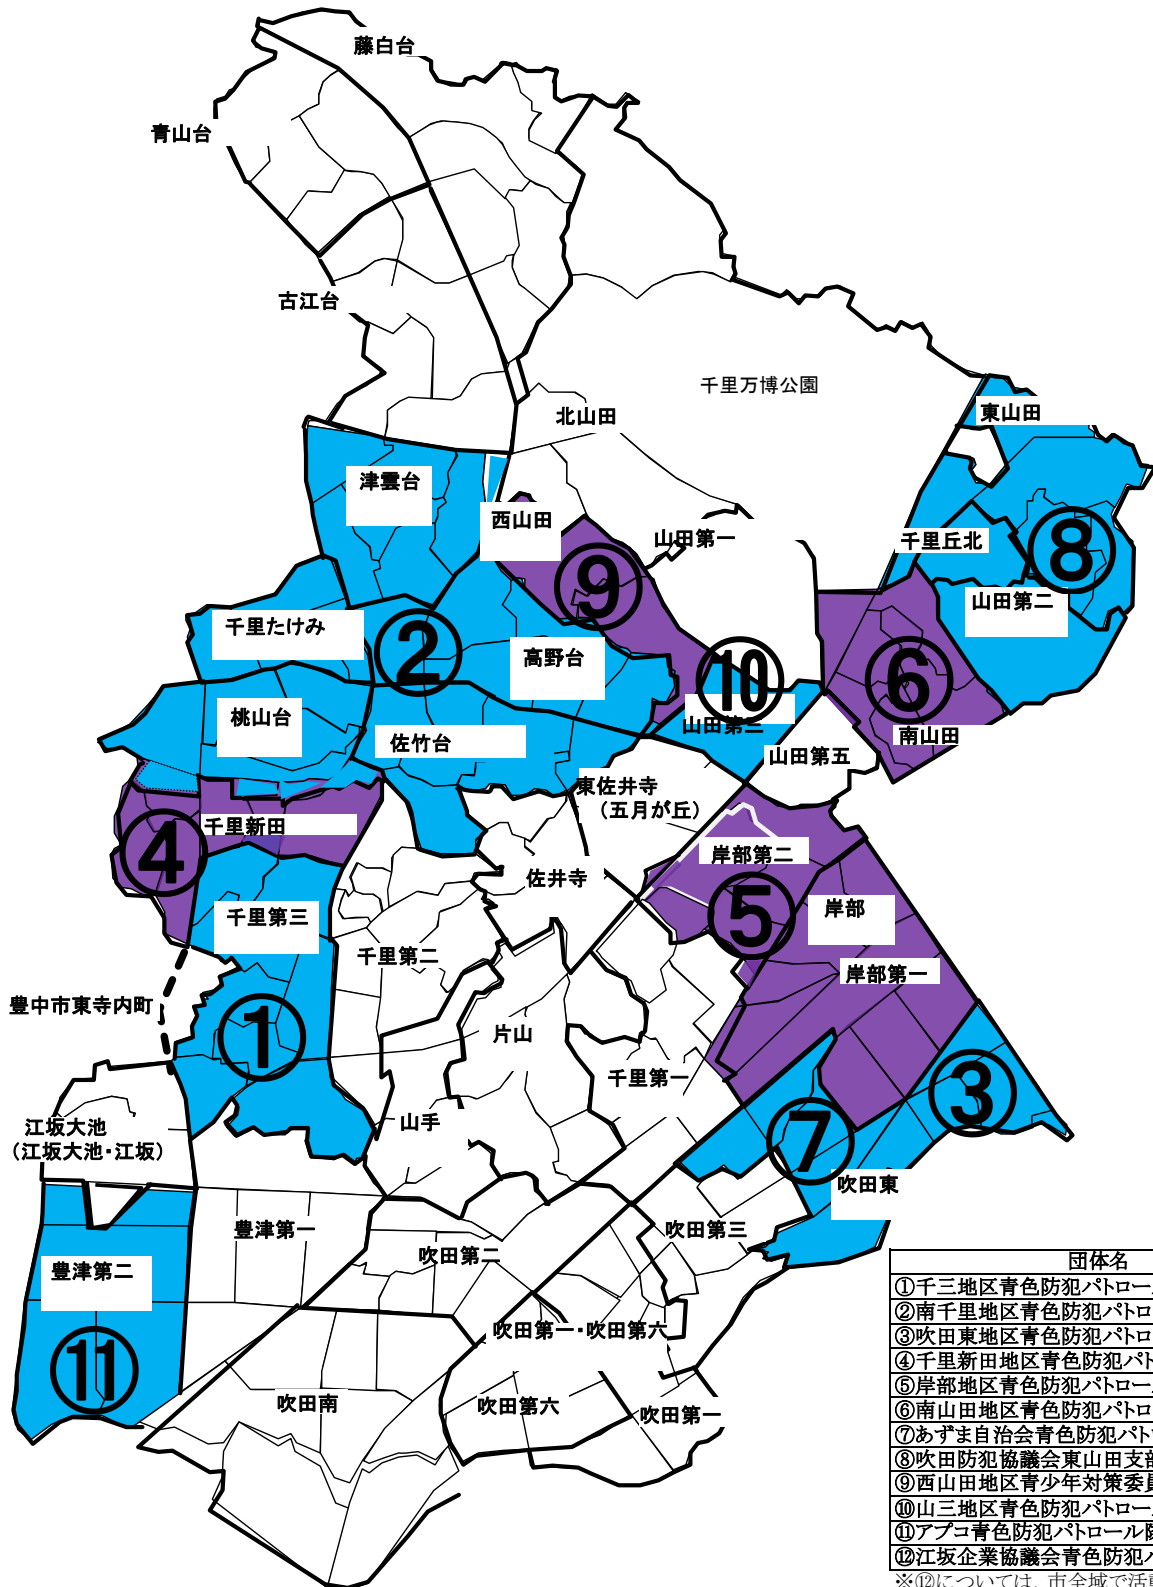 藤白台
青山台
古江台
千里万博公園
北山田
東山田
津雲台
西山田
山田第一
千里丘北
⑧
⑨
山田第二
千里たけみ
②
高野台
⑩
⑥
桃山台
佐竹台
山田第三
南山田
山田第五
東佐井寺
(五月が丘)
千里新田
④
岸部第二
佐井寺
⑤
岸部
千里第三
千里第二
岸部第一
豊中市東寺内町
①
片山
千里第一
③
江坂大池
(江坂大池・江坂)
山手
⑦
吹田東
豊津第一
吹田第三
吹田第二
豊津第二
吹田第一・吹田第六
⑪
吹田南
吹田第六
吹田第一
団体名
①千三地区青色防犯パトロー
②南千里地区青色防犯パトロ
③吹田東地区青色防犯パトロ
④千里新田地区青色防犯パト
⑤岸部地区青色防犯パトロー
⑥南山田地区青色防犯パトロ
⑦あずま自治会青色防犯パト
⑧吹田防犯協議会東山田支部
⑨西山田地区青少年対策委員
⑩山三地区青色防犯パトロー
⑪アプコ青色防犯パトロール隊
⑫江坂企業協議会青色防犯パ
※⑫については、市全域で活動